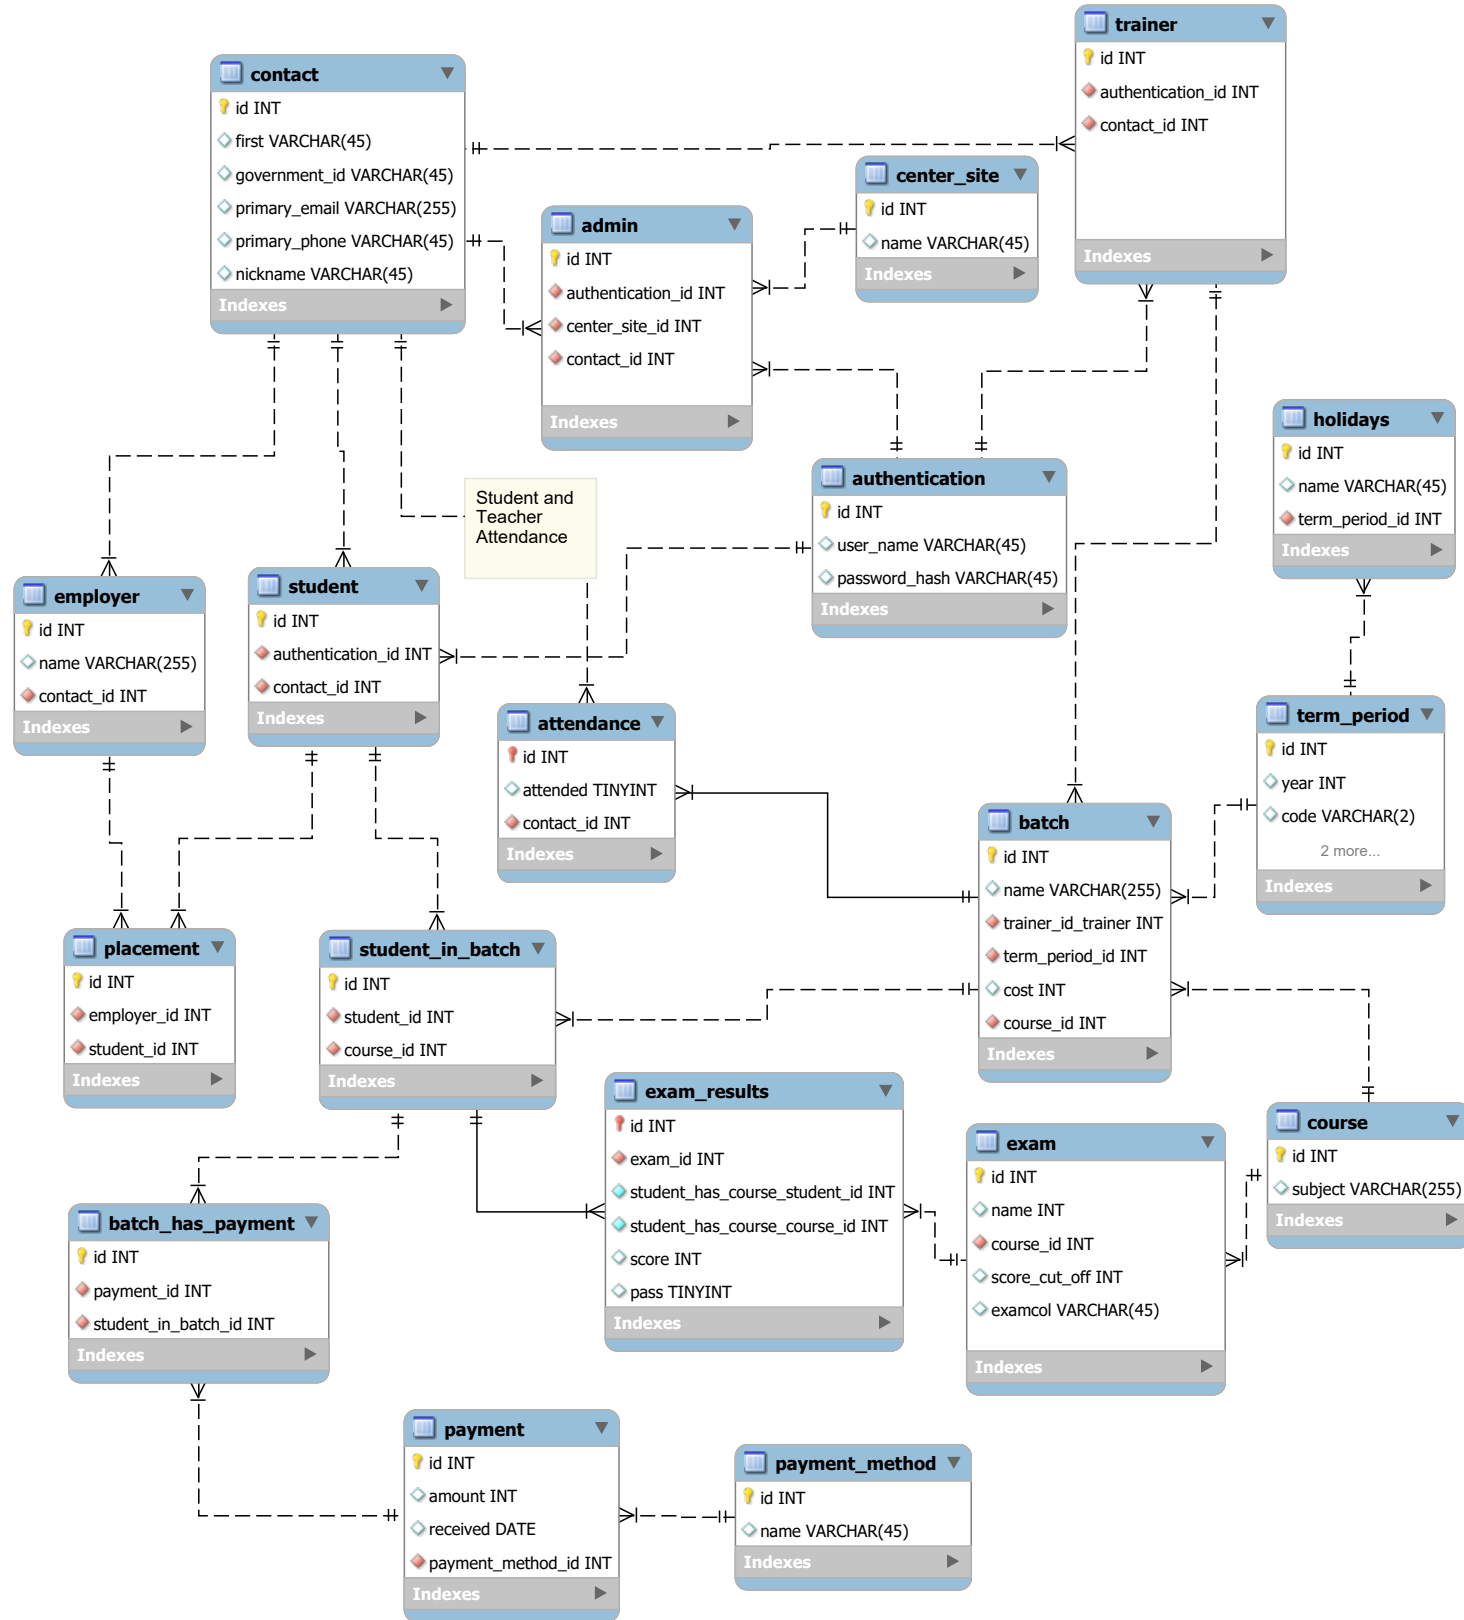 trainer
id INT
authentication_id INT
contact_id INT
Indexes
contact
id INT
first VARCHAR(45)
government_id VARCHAR(45)
primary_email VARCHAR(255)
primary_phone VARCHAR(45)
nickname VARCHAR(45)
Indexes
center_site
id INT
name VARCHAR(45)
Indexes
admin
id INT
authentication_id INT
center_site_id INT
contact_id INT
Indexes
holidays
id INT
name VARCHAR(45)
term_period_id INT
Indexes
authentication
id INT
user_name VARCHAR(45)
password_hash VARCHAR(45)
Indexes
Student and
Teacher
Attendance
employer
id INT
name VARCHAR(255)
contact_id INT
Indexes
student
id INT
authentication_id INT
contact_id INT
Indexes
attendance
id INT
attended TINYINT
contact_id INT
Indexes
term_period
id INT
year INT
code VARCHAR(2)
2 more...
Indexes
batch
id INT
name VARCHAR(255)
trainer_id_trainer INT
term_period_id INT
cost INT
course_id INT
Indexes
placement
id INT
employer_id INT
student_id INT
Indexes
student_in_batch
id INT
student_id INT
course_id INT
Indexes
exam_results
id INT
exam_id INT
student_has_course_student_id INT
student_has_course_course_id INT
score INT
pass TINYINT
Indexes
exam
id INT
name INT
course_id INT
score_cut_off INT
examcol VARCHAR(45)
Indexes
course
id INT
subject VARCHAR(255)
Indexes
batch_has_payment
id INT
payment_id INT
student_in_batch_id INT
Indexes
payment
id INT
amount INT
received DATE
payment_method_id INT
Indexes
payment_method
id INT
name VARCHAR(45)
Indexes